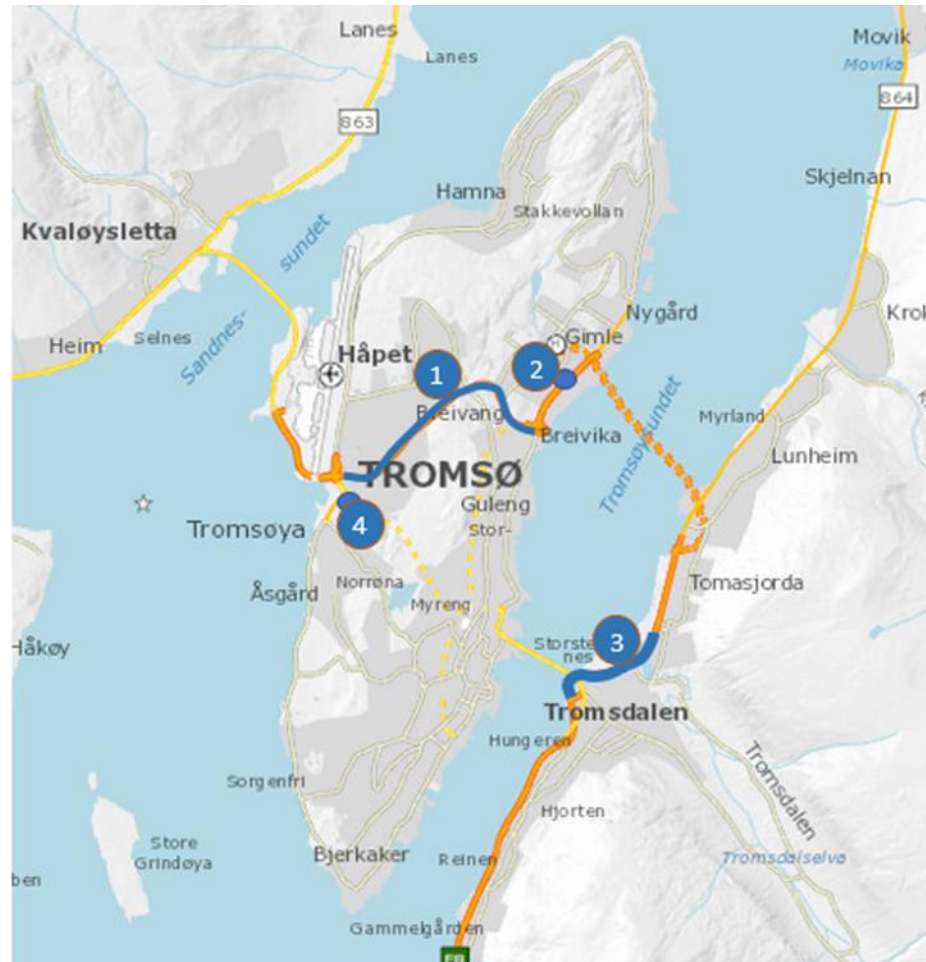 Lanes
Lanes
Movik
Movika
864
863
Skjelnan
Hamna
Stakkevollan
Kvaløysletta
sundet
Sandnes-
Nygård
Krok
Selnes
Heim
Gimle
Håpet
1
2
Breivang
Myrland
Tromsøysundet
Breivika
Lunheim
TROMSØ
Guleng
Stor-
4
Tromsøya
Norrøna
Åsgård
Myreng
Tomasjorda
Håkøy
Storste
nes
3
Tromsdalen
Hungeren
Tromsdalen
Sorgenfri
Hjorten
Store
Grindøya
Bjerkaker
Reinen
Tromsdalselva
ben
Gammelgården
E8